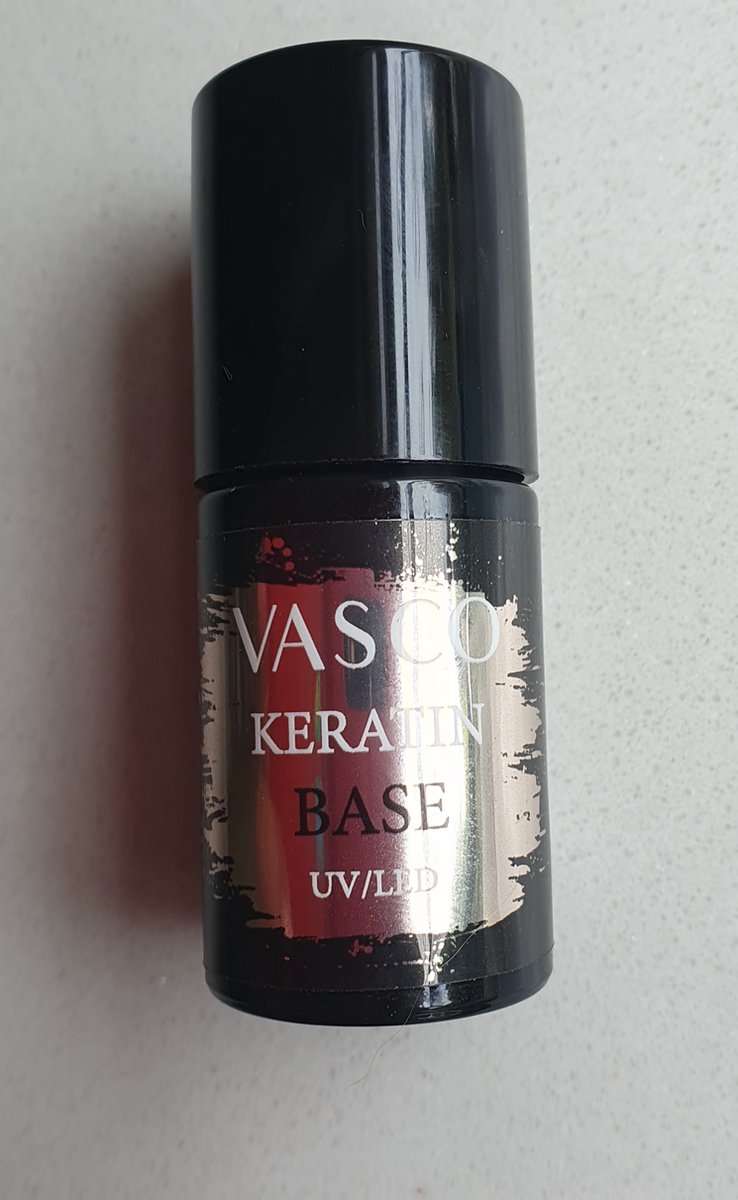 VASCO
KERATIN
BASE
UV/LED